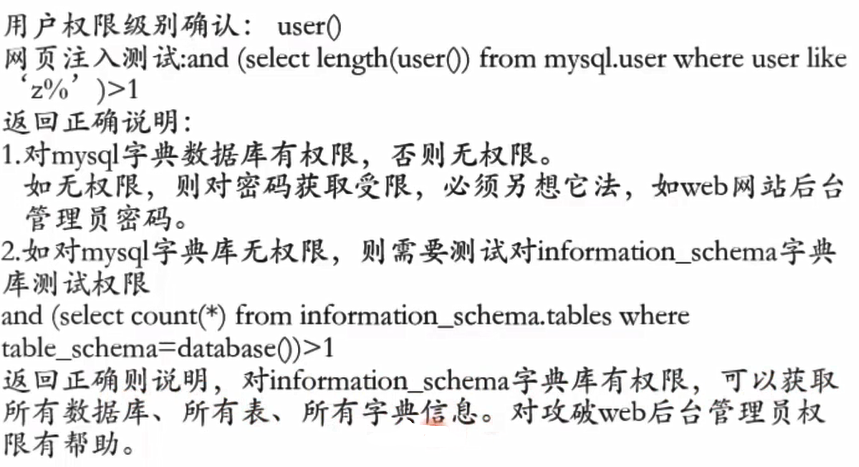 用户权限级别确认： user()
网页注入测试:and (select length(user()) from mysql.user where user like
‘z%’)>1
返回正确说明：
1.对mysql字典数据库有权限，否则无权限。
如无权限，则对密码获取受限，必须另想它法，如web网站后台
管理员密码。
2.如对mysql字典库无权限，则需要测试对information_schema字典
库测试权限
and (select count(*) from information_schema.tables where
table_schema=database())>1
返回正确则说明，对information_schema字典库有权限，可以获取
所有数据库、所有表、所有字典信息。对攻破web后台管理员权
限有帮助。